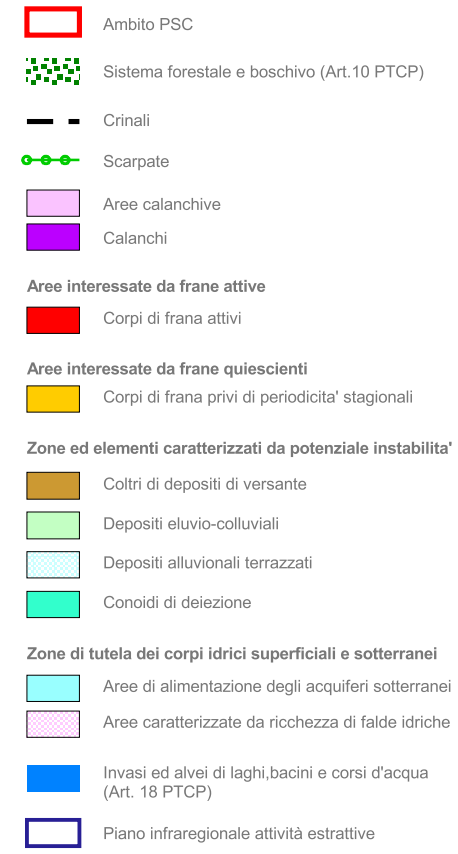 Ambito PSC
Sistema forestale e boschivo (Art.10 PTCP)
Crinali
Scarpate
Aree calanchive
Calanchi
Aree interessate da frane attive
Corpi di frana attivi
Aree interessate da frane quiescienti
Corpi di frana privi di periodicita' stagionali
Zone ed elementi caratterizzati da potenziale instabilita'
Coltri di depositi di versante
Depositi eluvio-colluviali
Depositi alluvionali terrazzati
Conoidi di deiezione
Zone di tutela dei corpi idrici superficiali e sotterranei
Aree di alimentazione degli acquiferi sotterranei
Aree caratterizzate da ricchezza di falde idriche
Invasi ed alvei di laghi,bacini e corsi d'acqua
(Art. 18 PTCP)
Piano infraregionale attività estrattive